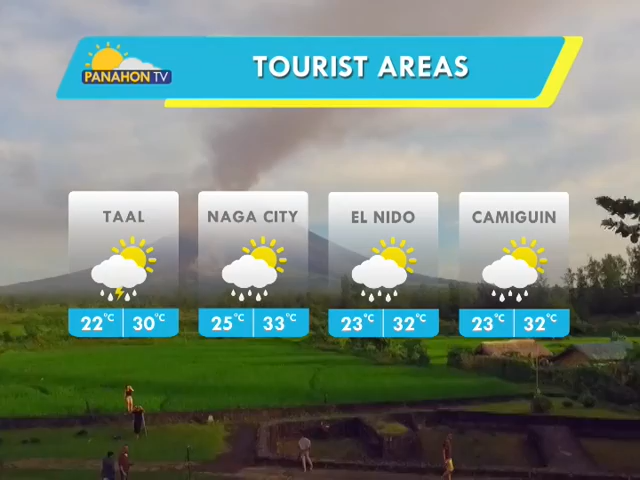 PANAHON TV
TOURIST AREAS
TAAL
22°C 30°C
NAGA CITY
25°C 33°C
EL NIDO
23°C 32°C
CAMIGUIN
23°C 32°C